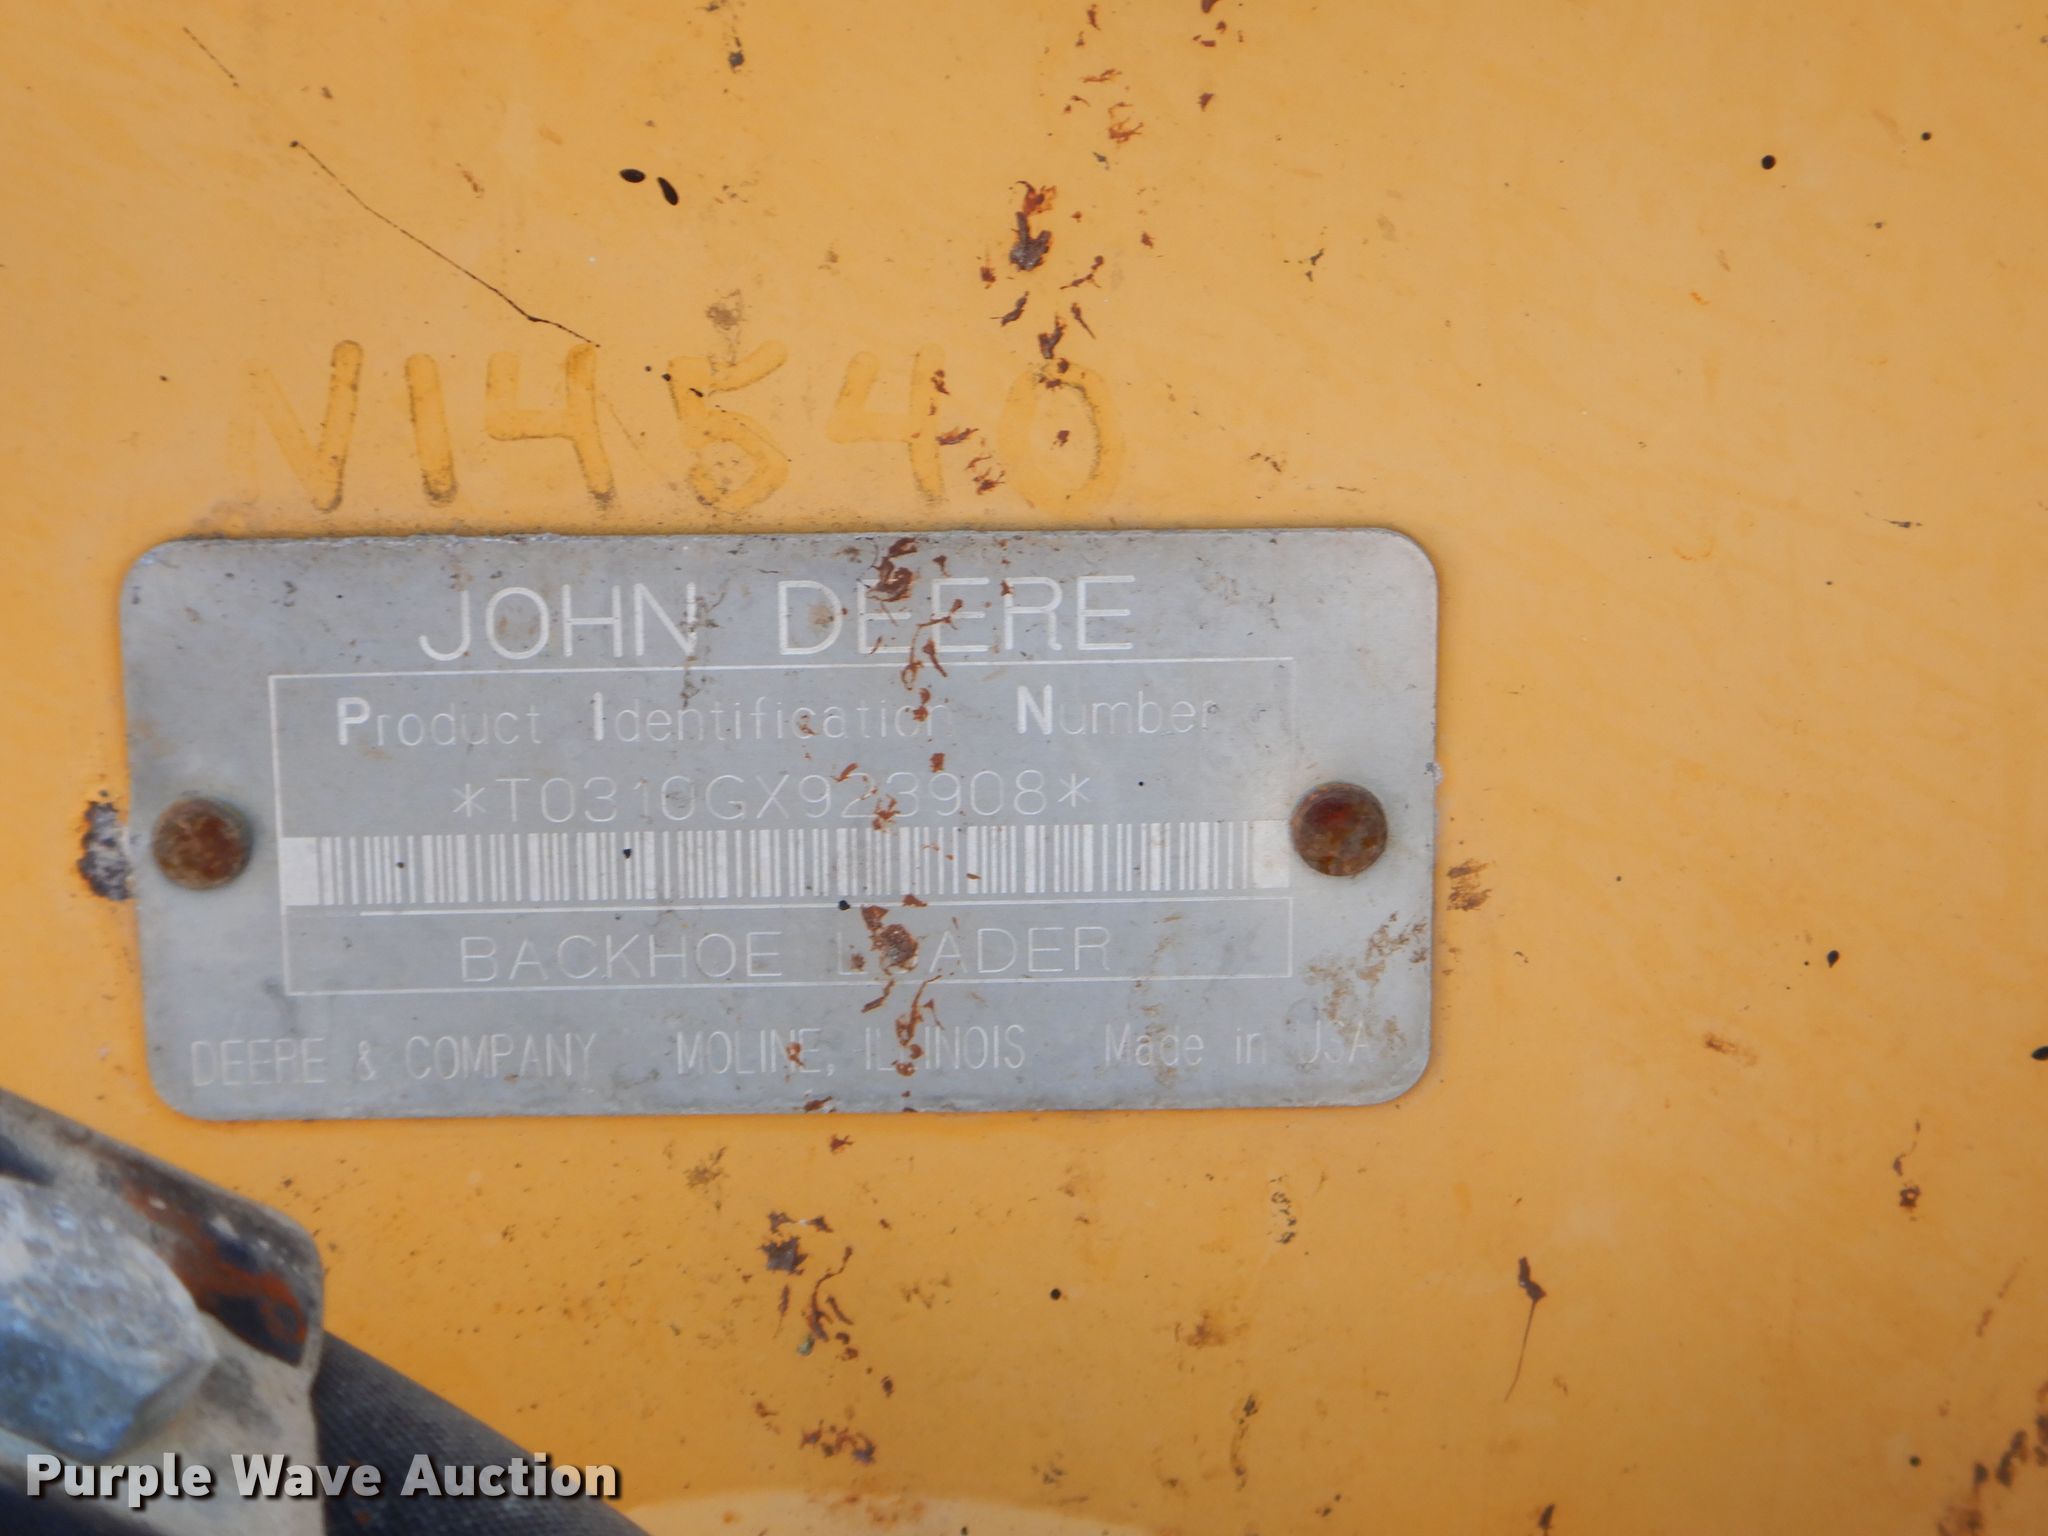 N14540
JOHN DEERE
Product Identification Number
*T0310GX923908*
BACKHOE LOADER
DEERE & COMPANY MOLINE, ILLINOIS Made in USA
Purple Wave Auction